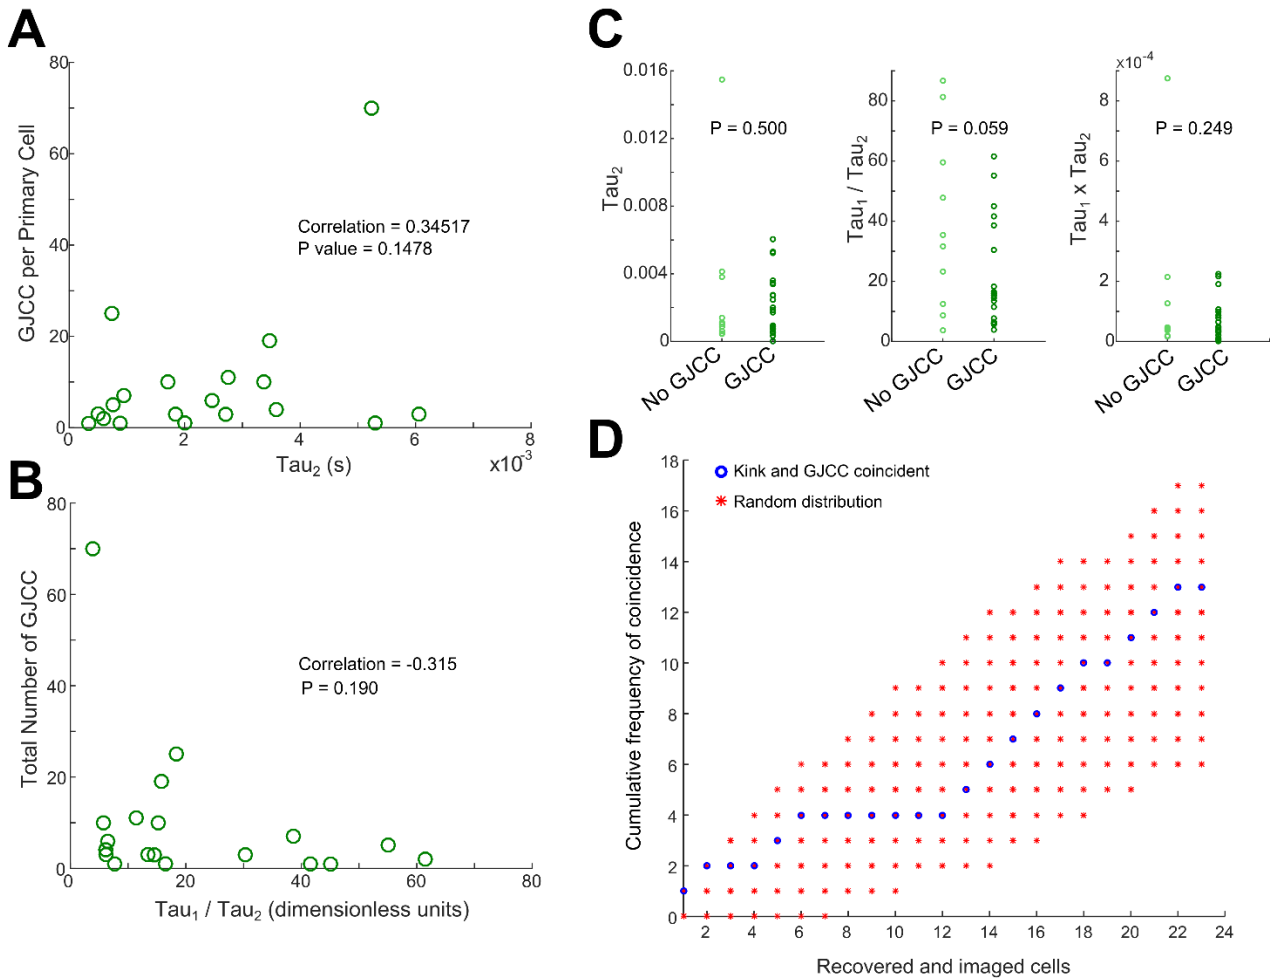 A
80
60
40
20
0
GJCC per Primary Cell
Correlation = 0.34517
P value = 0.1478
0 2 4 6 8
Tau₂ (s)
x10⁻³
B
80
60
40
20
0
Total Number of GJCC
Correlation = -0.315
P = 0.190
0 20 40 60 80
Tau₁ / Tau₂ (dimensionless units)
C
0.016
0.012
0.008
0.004
0
Tau₂
P = 0.500
No GJCC GJCC
80
60
40
20
0
Tau₁ / Tau₂
P = 0.059
No GJCC GJCC
x10⁻⁴
8
6
4
2
0
Tau₁ x Tau₂
P = 0.249
No GJCC GJCC
D
18
16
14
12
10
8
6
4
2
0
Cumulative frequency of coincidence
Kink and GJCC coincident
Random distribution
2 4 6 8 10 12 14 16 18 20 22 24
Recovered and imaged cells